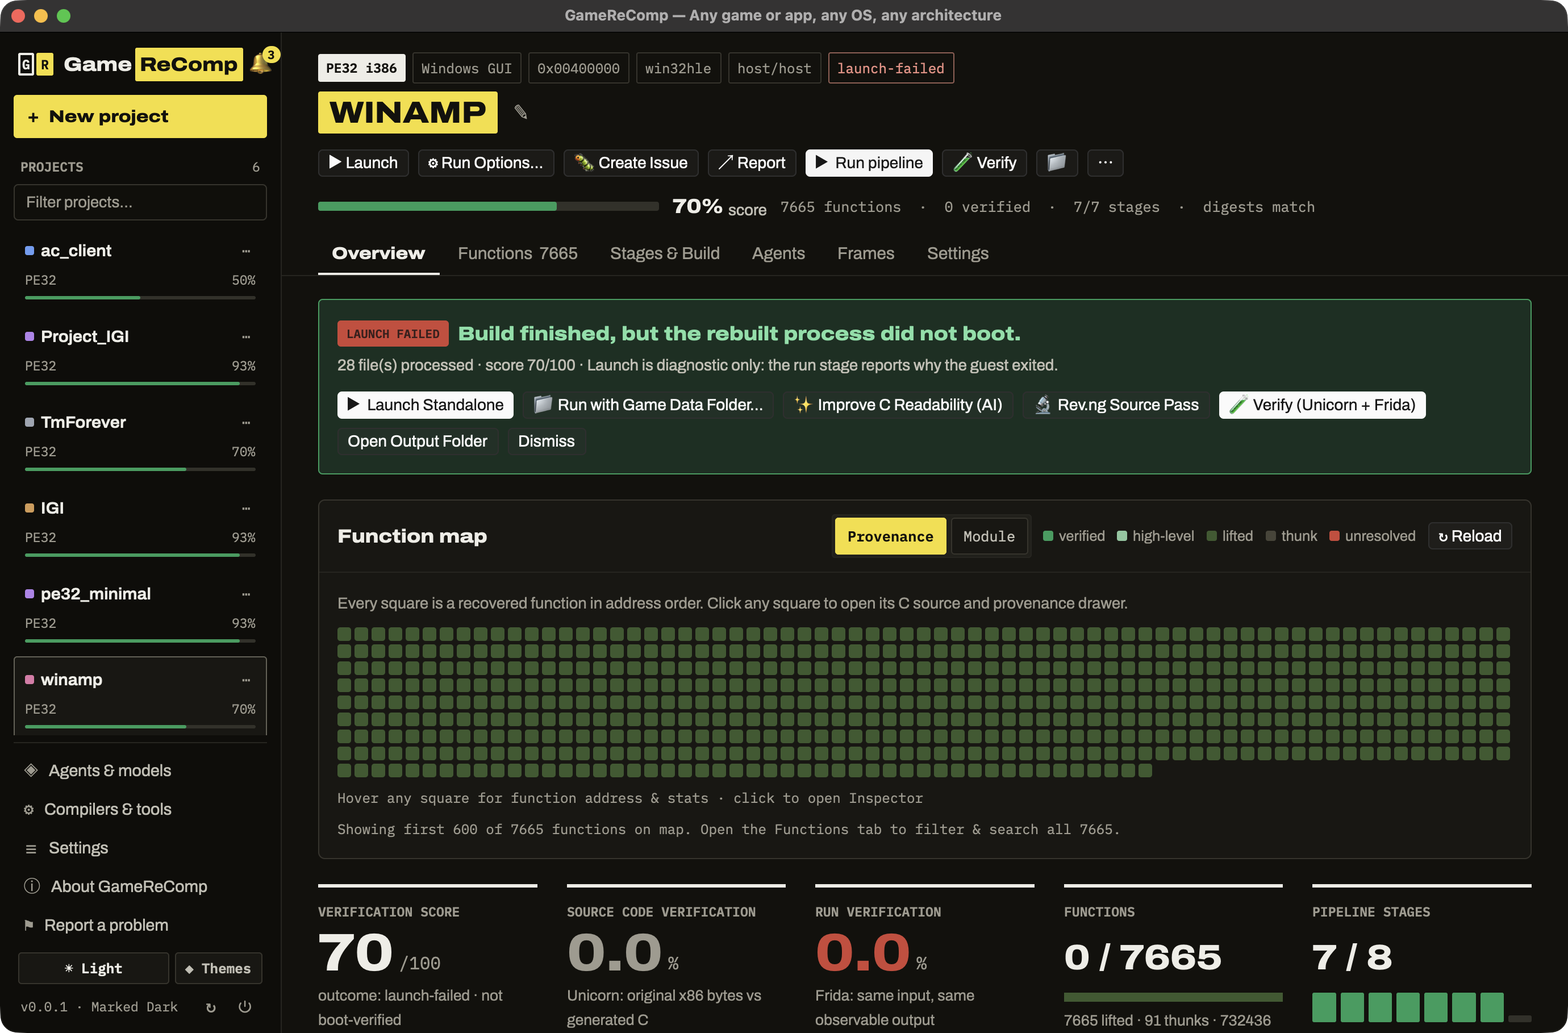 GameReComp — Any game or app, any OS, any architecture
GR Game ReComp 3
+ New project
PROJECTS 6
Filter projects...
ac_client ...
PE32 50%
Project_IGI ...
PE32 93%
TmForever ...
PE32 70%
IGI ...
PE32 93%
pe32_minimal ...
PE32 93%
winamp ...
PE32 70%
Agents & models
Compilers & tools
Settings
About GameReComp
Report a problem
Light Themes
v0.0.1 · Marked Dark
PE32 i386 Windows GUI 0x00400000 win32hle host/host launch-failed
WINAMP
Launch Run Options... Create Issue Report Run pipeline Verify ...
70% score 7665 functions · 0 verified · 7/7 stages · digests match
Overview Functions 7665 Stages & Build Agents Frames Settings
LAUNCH FAILED Build finished, but the rebuilt process did not boot.
28 file(s) processed · score 70/100 · Launch is diagnostic only: the run stage reports why the guest exited.
Launch Standalone Run with Game Data Folder... Improve C Readability (AI) Rev.ng Source Pass Verify (Unicorn + Frida)
Open Output Folder Dismiss
Function map Provenance Module verified high-level lifted thunk unresolved ↻ Reload
Every square is a recovered function in address order. Click any square to open its C source and provenance drawer.
Hover any square for function address & stats · click to open Inspector
Showing first 600 of 7665 functions on map. Open the Functions tab to filter & search all 7665.
VERIFICATION SCORE
70 /100
outcome: launch-failed · not
boot-verified
SOURCE CODE VERIFICATION
0.0 %
Unicorn: original x86 bytes vs
generated C
RUN VERIFICATION
0.0 %
Frida: same input, same
observable output
FUNCTIONS
0 / 7665
7665 lifted · 91 thunks · 732436
PIPELINE STAGES
7 / 8